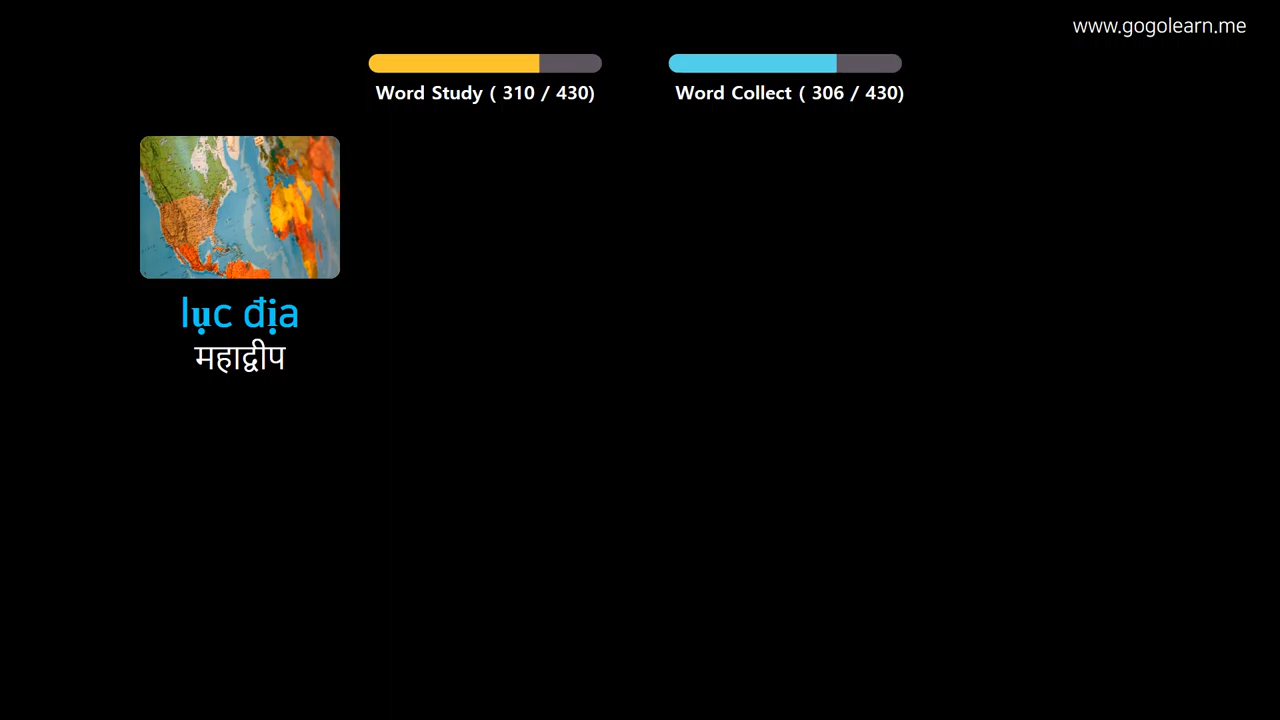 www.gogolearn.me
Word Study ( 310 / 430)
Word Collect ( 306 / 430)
lục địa
महाद्वीप